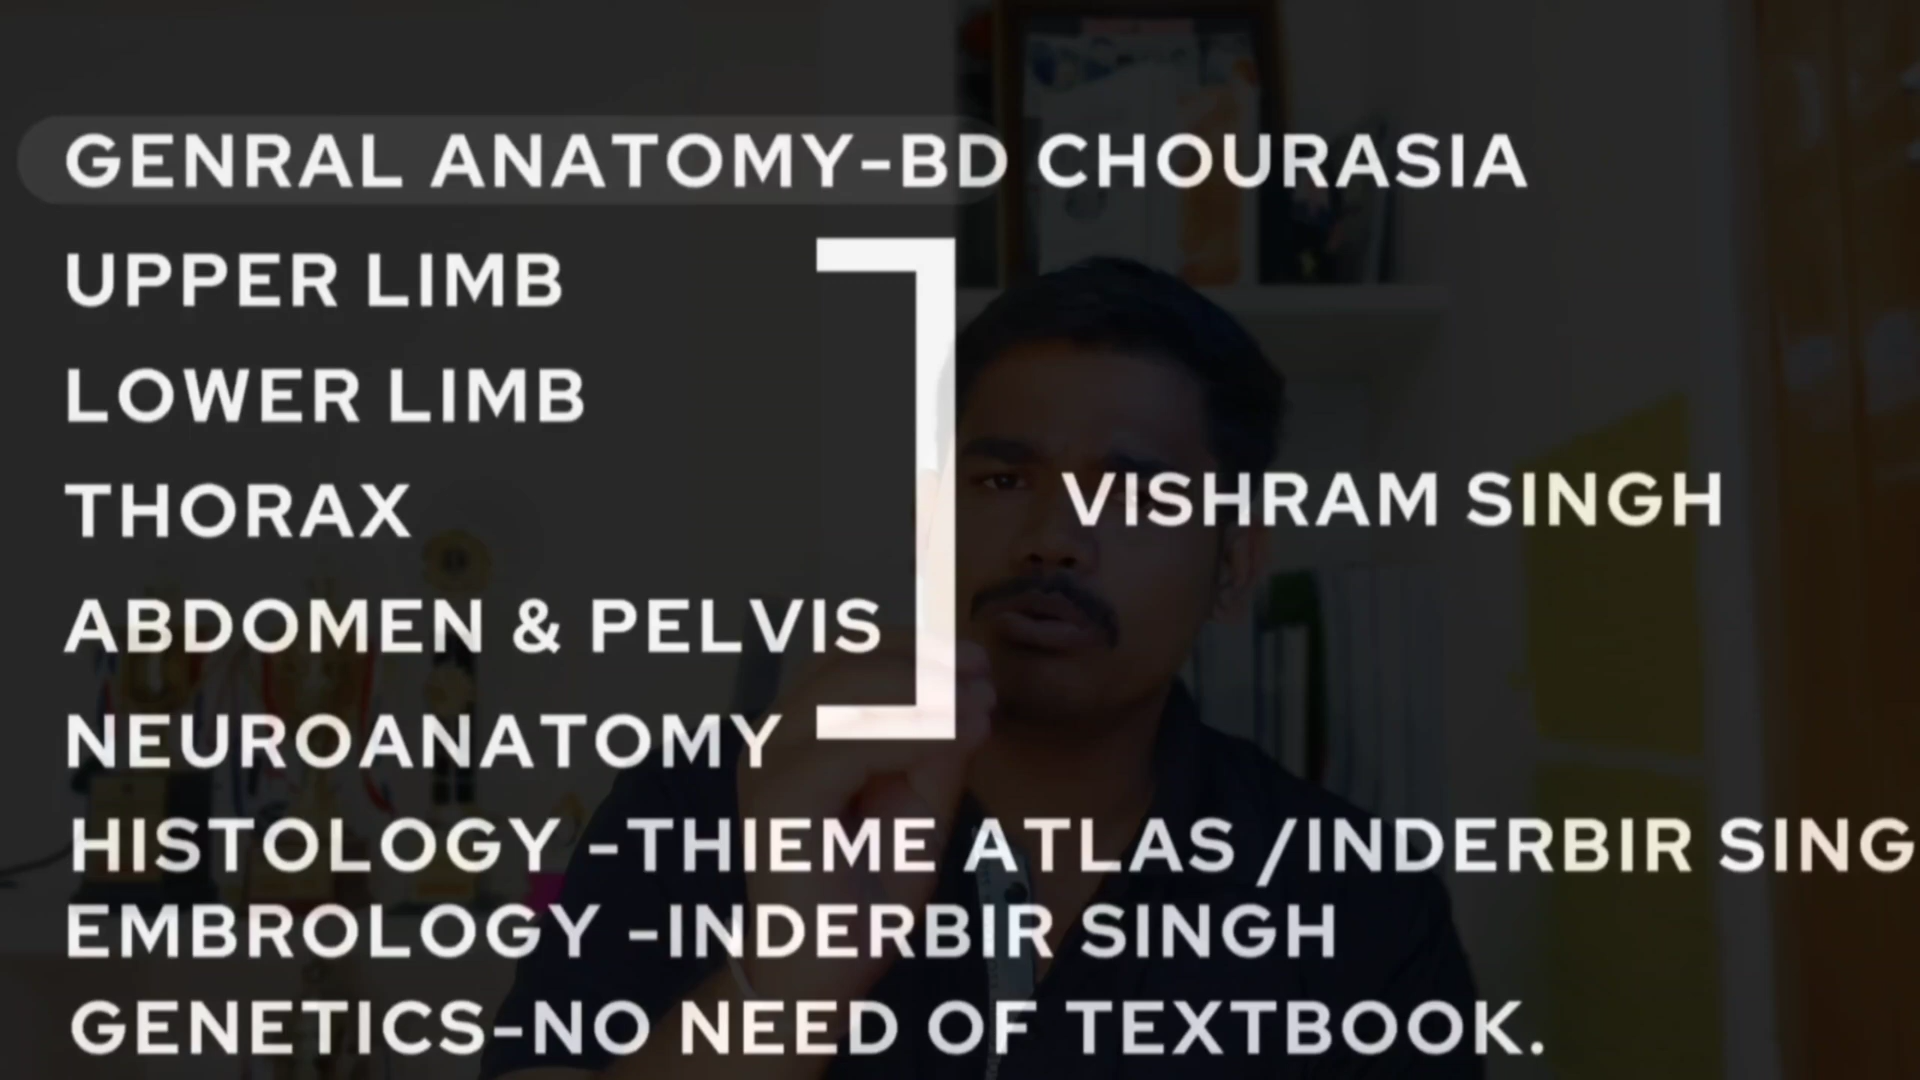 GENRAL ANATOMY-BD CHOURASIA
UPPER LIMB
LOWER LIMB
THORAX
VISHRAM SINGH
ABDOMEN & PELVIS
NEUROANATOMY
HISTOLOGY -THIEME ATLAS /INDERBIR SING
EMBROLOGY -INDERBIR SINGH
GENETICS-NO NEED OF TEXTBOOK.